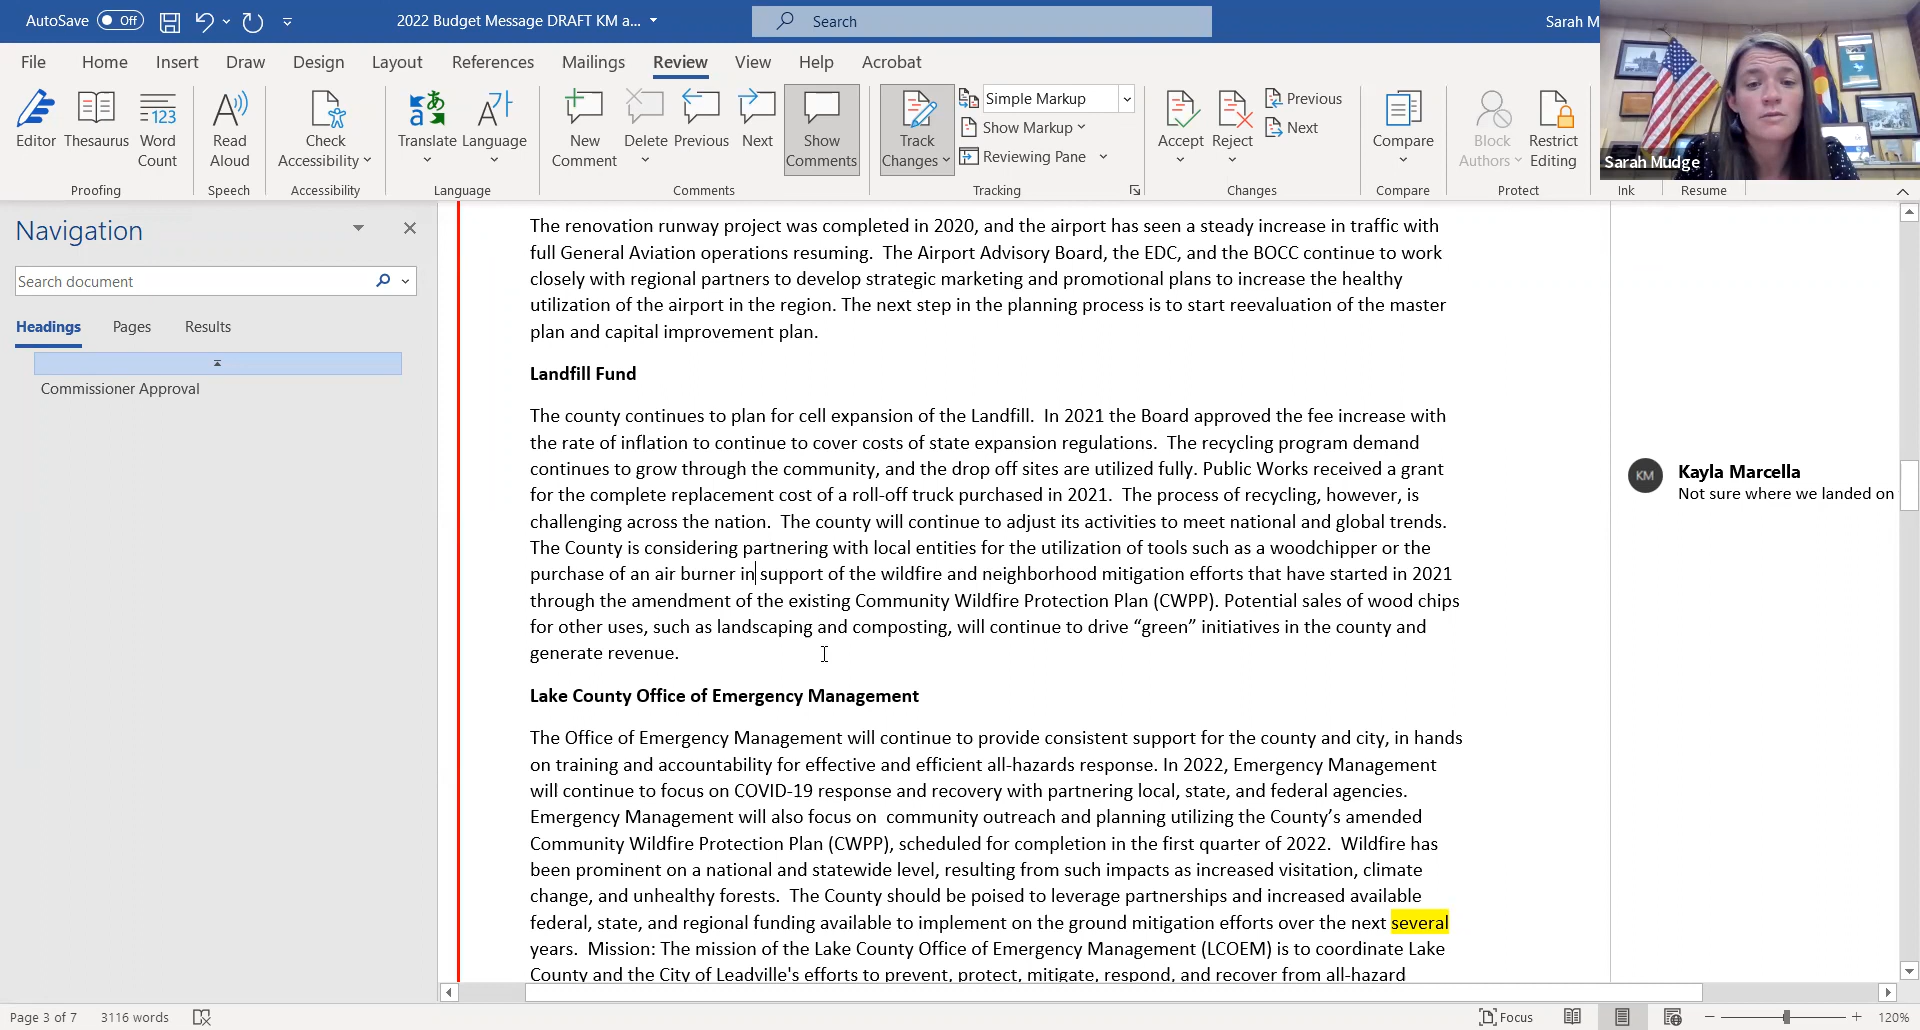 AutoSave Off 2022 Budget Message DRAFT KM a... Search Sarah M
File Home Insert Draw Design Layout References Mailings Review View Help Acrobat
Editor Thesaurus Word Count
123
Proofing
Read Aloud
Speech
Check Accessibility
Accessibility
Translate Language
Language
New Comment Delete Previous Next Show Comments
Comments
Track Changes
Simple Markup
Show Markup
Reviewing Pane
Tracking
Accept Reject
Previous
Next
Changes
Compare
Compare
Block Authors Restrict Editing
Protect
Ink
Resume
Sarah Mudge
Navigation
Search document
Headings Pages Results
Commissioner Approval
The renovation runway project was completed in 2020, and the airport has seen a steady increase in traffic with
full General Aviation operations resuming.  The Airport Advisory Board, the EDC, and the BOCC continue to work
closely with regional partners to develop strategic marketing and promotional plans to increase the healthy
utilization of the airport in the region. The next step in the planning process is to start reevaluation of the master
plan and capital improvement plan.
Landfill Fund
The county continues to plan for cell expansion of the Landfill.  In 2021 the Board approved the fee increase with
the rate of inflation to continue to cover costs of state expansion regulations.  The recycling program demand
continues to grow through the community, and the drop off sites are utilized fully. Public Works received a grant
for the complete replacement cost of a roll-off truck purchased in 2021.  The process of recycling, however, is
challenging across the nation.  The county will continue to adjust its activities to meet national and global trends.
The County is considering partnering with local entities for the utilization of tools such as a woodchipper or the
purchase of an air burner in support of the wildfire and neighborhood mitigation efforts that have started in 2021
through the amendment of the existing Community Wildfire Protection Plan (CWPP). Potential sales of wood chips
for other uses, such as landscaping and composting, will continue to drive “green” initiatives in the county and
generate revenue.
Lake County Office of Emergency Management
The Office of Emergency Management will continue to provide consistent support for the county and city, in hands
on training and accountability for effective and efficient all-hazards response. In 2022, Emergency Management
will continue to focus on COVID-19 response and recovery with partnering local, state, and federal agencies.
Emergency Management will also focus on  community outreach and planning utilizing the County’s amended
Community Wildfire Protection Plan (CWPP), scheduled for completion in the first quarter of 2022.  Wildfire has
been prominent on a national and statewide level, resulting from such impacts as increased visitation, climate
change, and unhealthy forests.  The County should be poised to leverage partnerships and increased available
federal, state, and regional funding available to implement on the ground mitigation efforts over the next several
years.  Mission: The mission of the Lake County Office of Emergency Management (LCOEM) is to coordinate Lake
County and the City of Leadville's efforts to prevent, protect, mitigate, respond, and recover from all-hazard
KM
Kayla Marcella
Not sure where we landed on
Page 3 of 7 3116 words Focus 120%